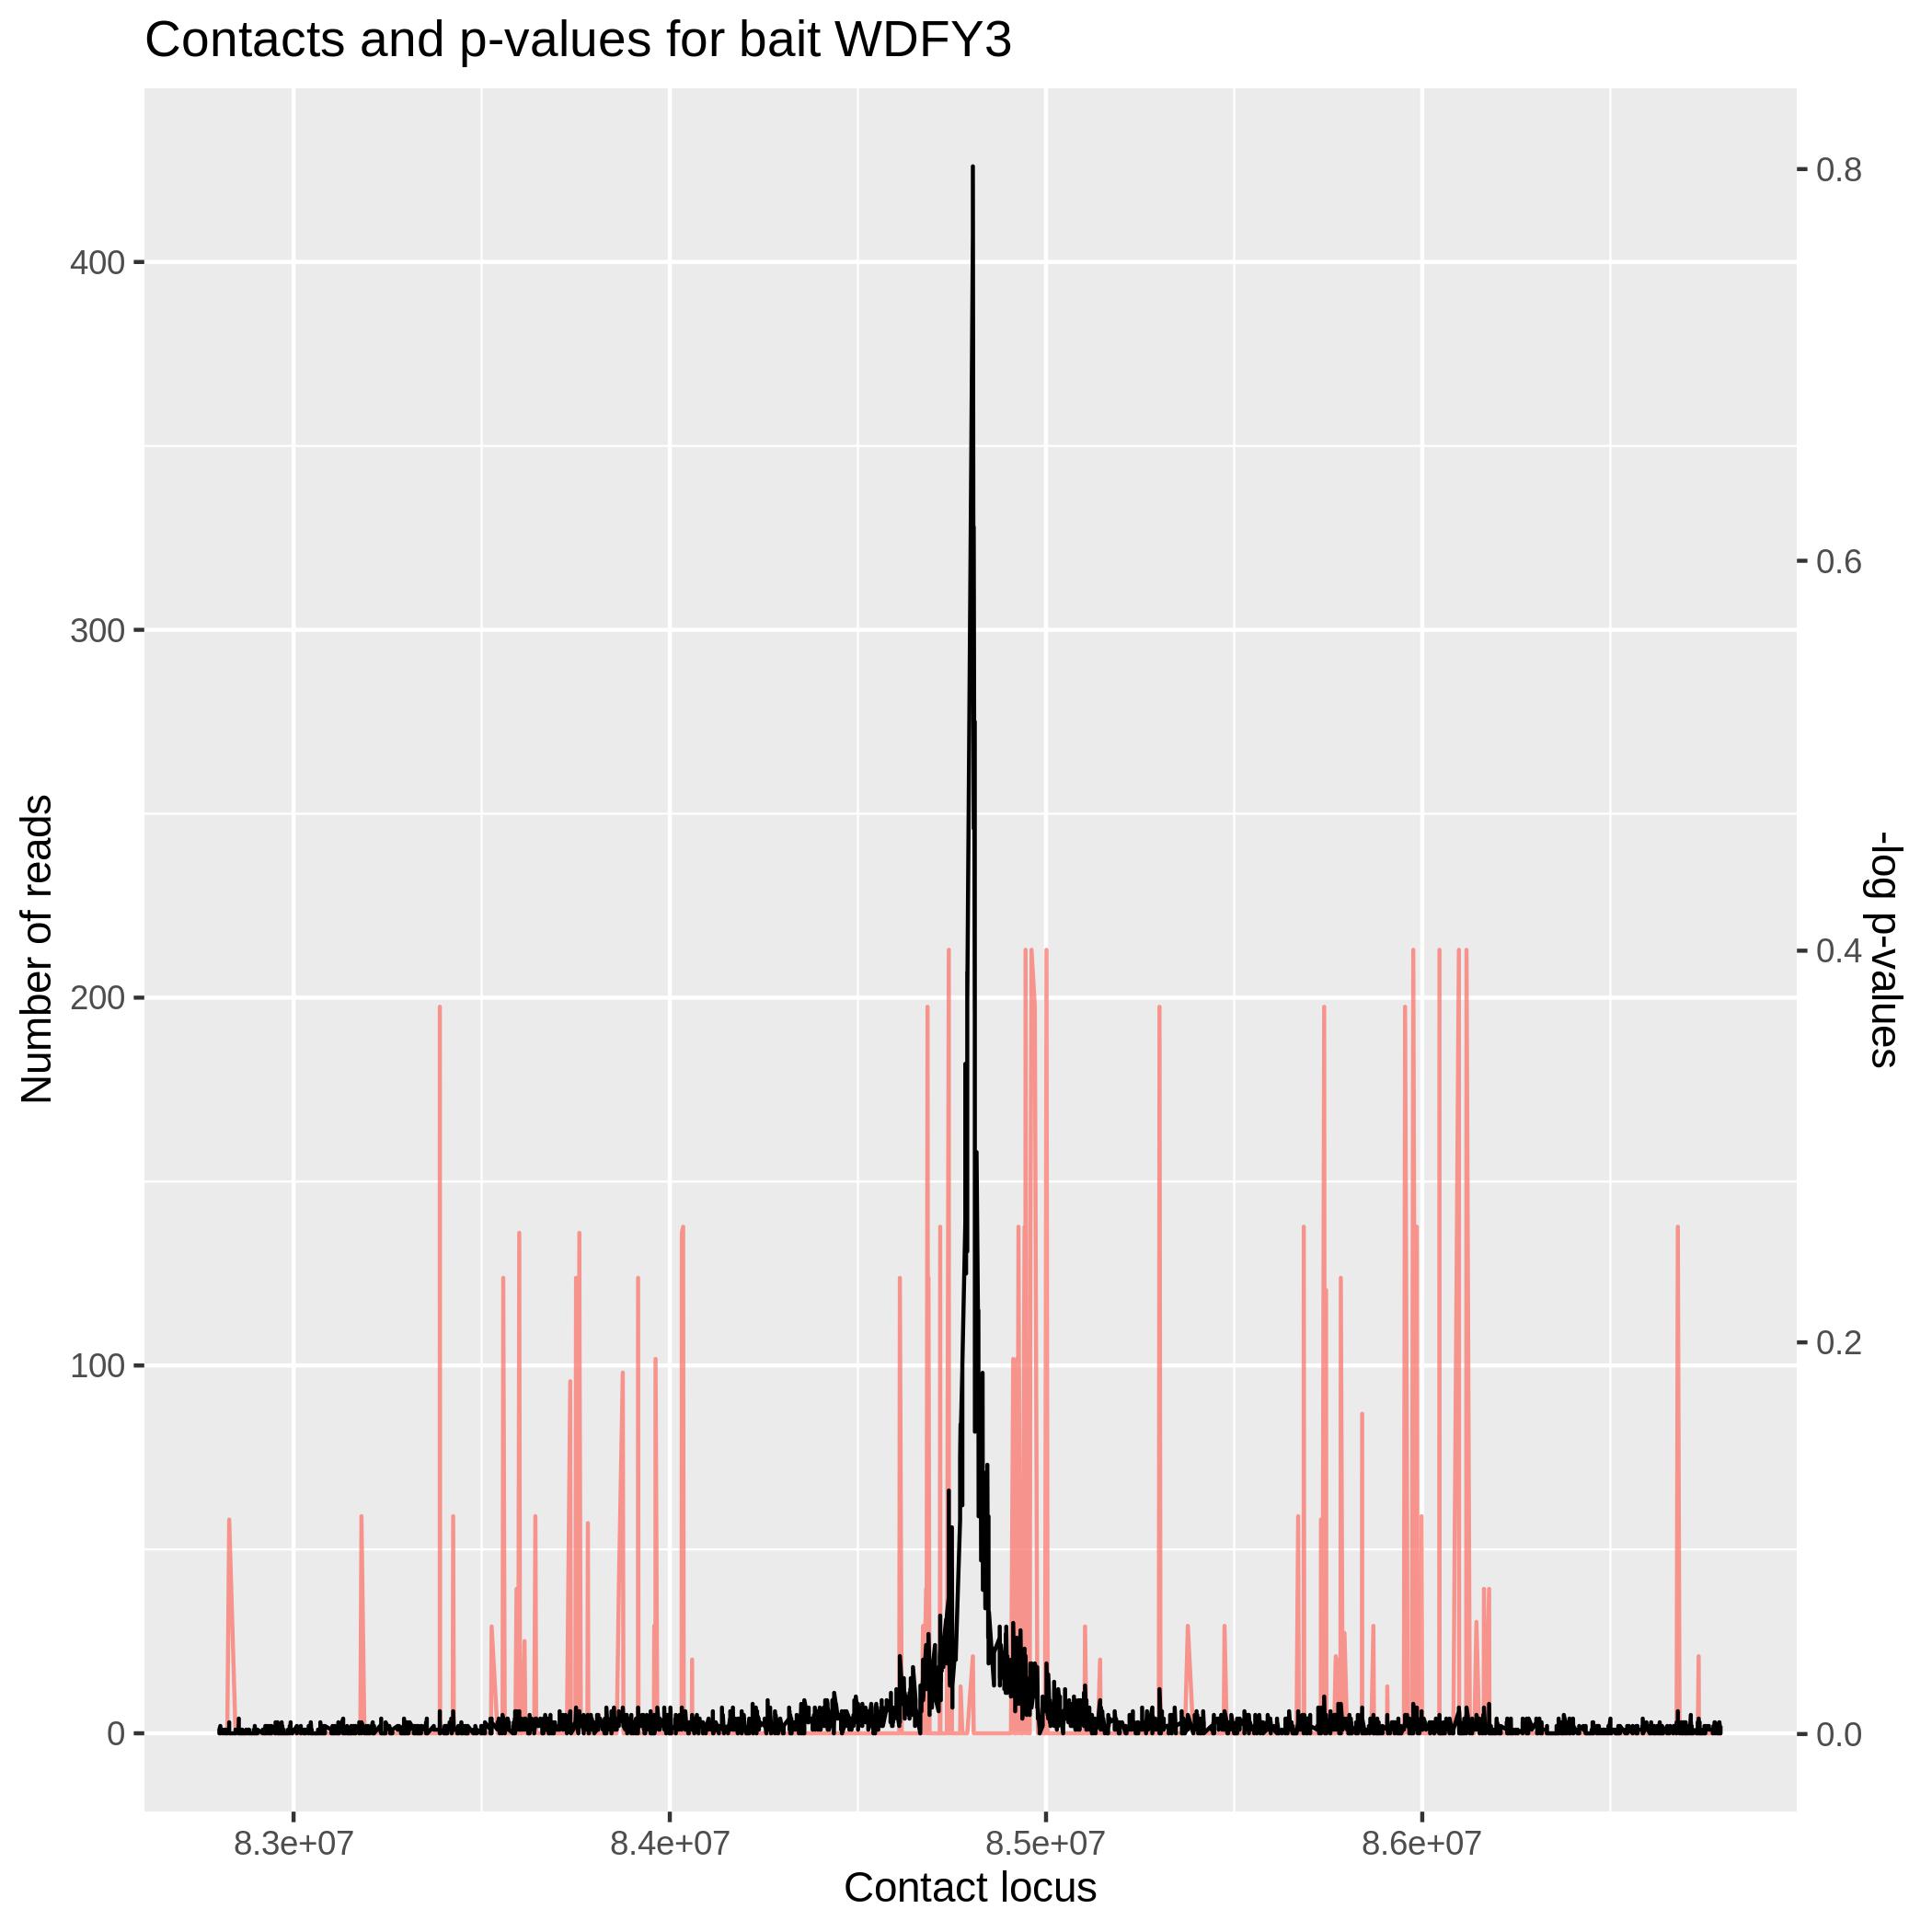 Contacts and p-values for bait WDFY3
400
300
200
100
0
Number of reads
0.8
0.6
0.4
0.2
0.0
-log p-values
8.3e+07
8.4e+07
8.5e+07
8.6e+07
Contact locus